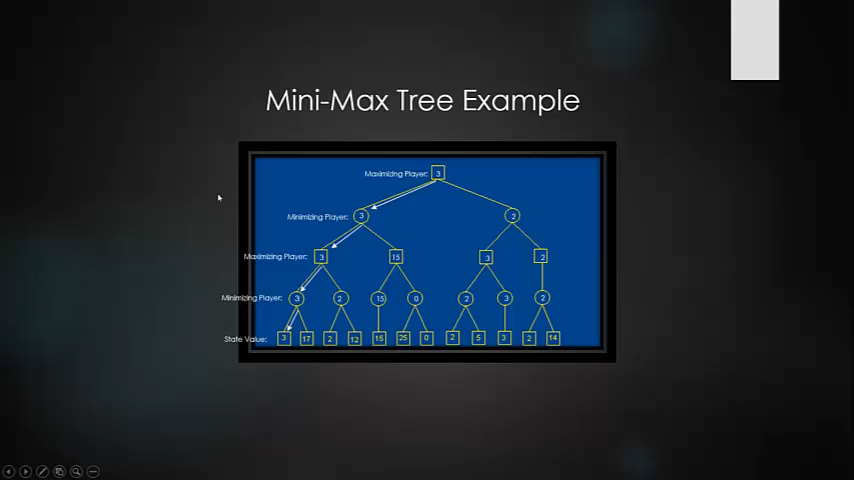 Mini-Max Tree Example
Maximizing Player: 3
Minimizing Player: 3 2
Maximizing Player: 3 15 3 2
Minimizing Player: 3 2 15 0 2 3 2
State Value: 3 17 2 12 15 25 0 2 5 3 2 14